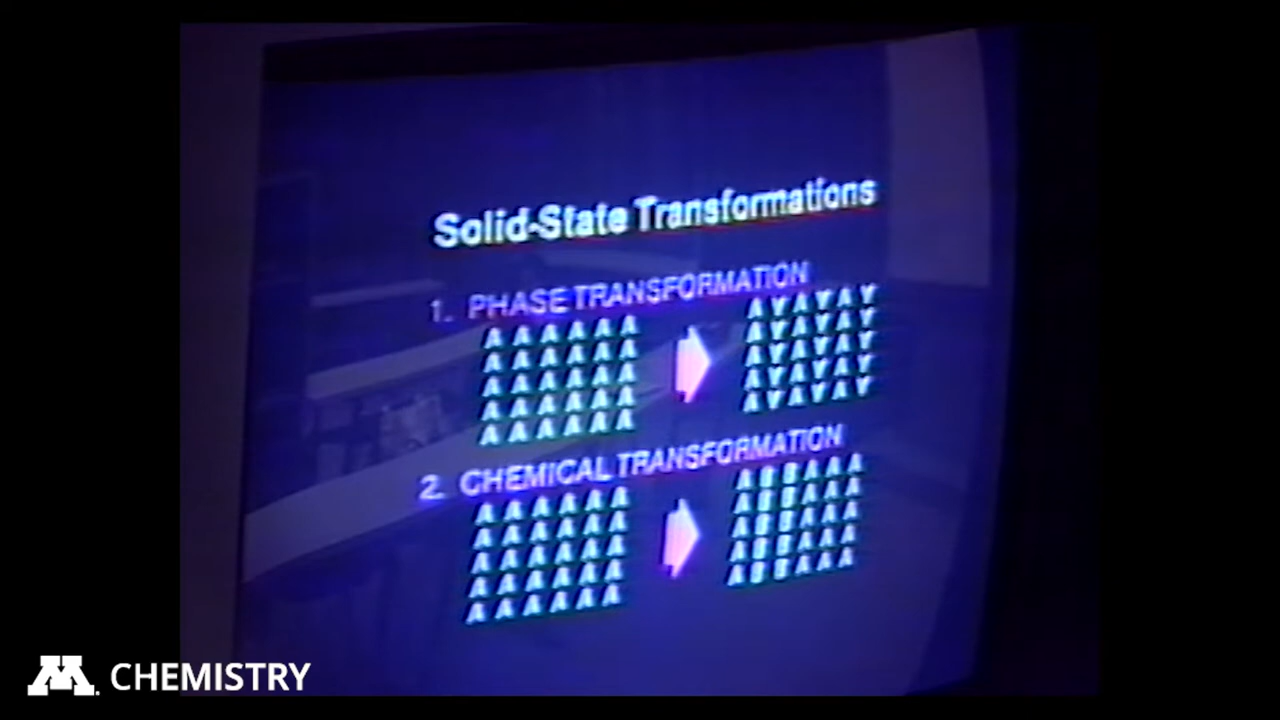 Solid-State Transformations
1. PHASE TRANSFORMATION
A A A A A A A Y A Y A Y
A A A A A A A Y A Y A Y
A A A A A A A Y A Y A Y
A A A A A A A Y A Y A Y
A A A A A A A Y A Y A Y
2. CHEMICAL TRANSFORMATION
A A A A A A A B B A A A
A A A A A A A B B A A A
A A A A A A A B B A A A
A A A A A A A B B A A A
A A A A A A A B B A A A
M. CHEMISTRY